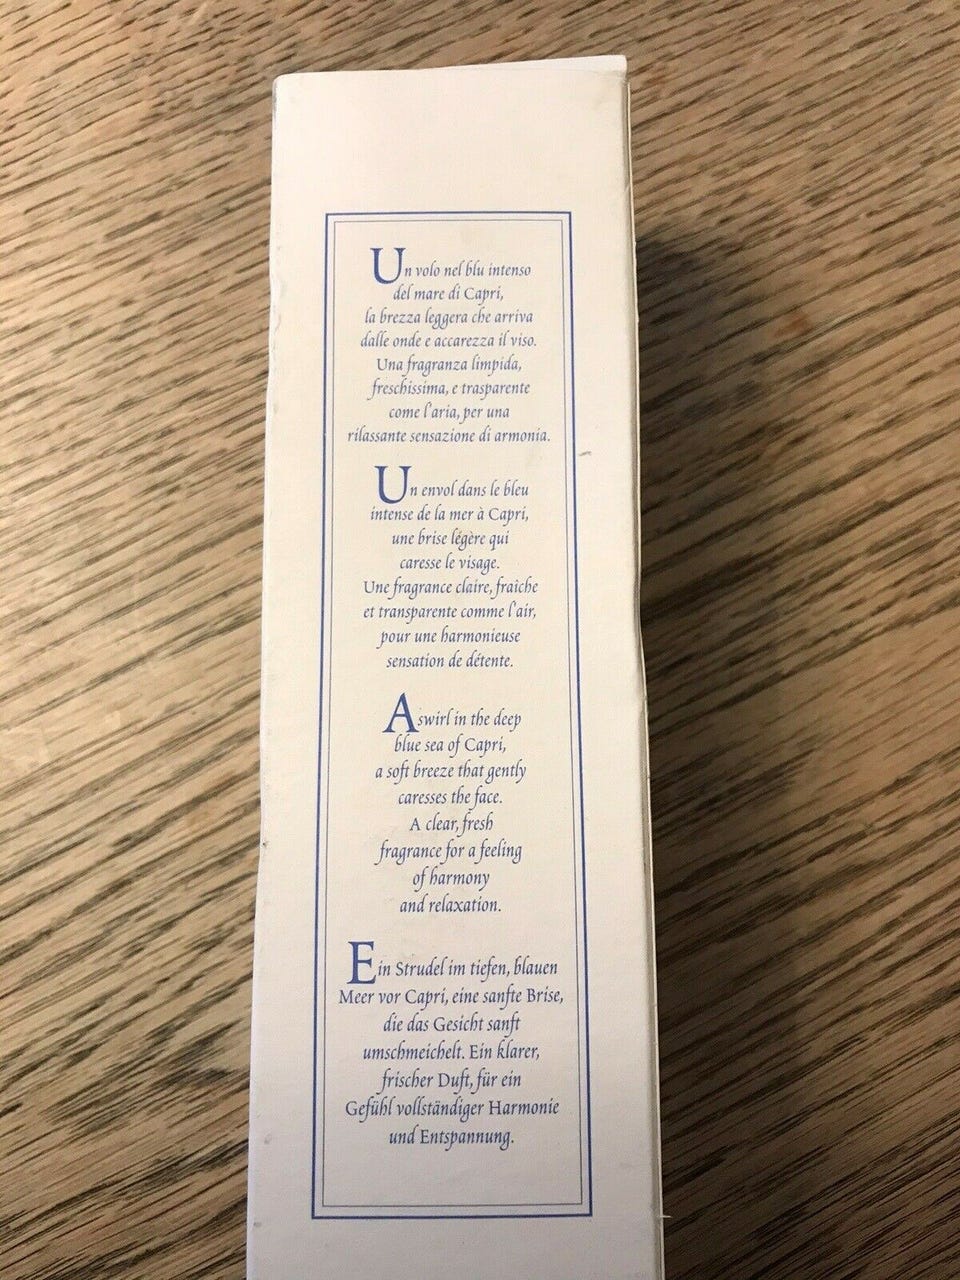 Un volo nel blu intenso
del mare di Capri,
la brezza leggera che arriva
dalle onde e accarezza il viso.
Una fragranza limpida,
freschissima, e trasparente
come l'aria, per una
rilassante sensazione di armonia.
Un envol dans le bleu
intense de la mer à Capri,
une brise légère qui
caresse le visage.
Une fragrance claire, fraîche
et transparente comme l'air,
pour une harmonieuse
sensation de détente.
A swirl in the deep
blue sea of Capri,
a soft breeze that gently
caresses the face.
A clear, fresh
fragrance for a feeling
of harmony
and relaxation.
Ein Strudel im tiefen, blauen
Meer vor Capri, eine sanfte Brise,
die das Gesicht sanft
umschmeichelt. Ein klarer,
frischer Duft, für ein
Gefühl vollständiger Harmonie
und Entspannung.